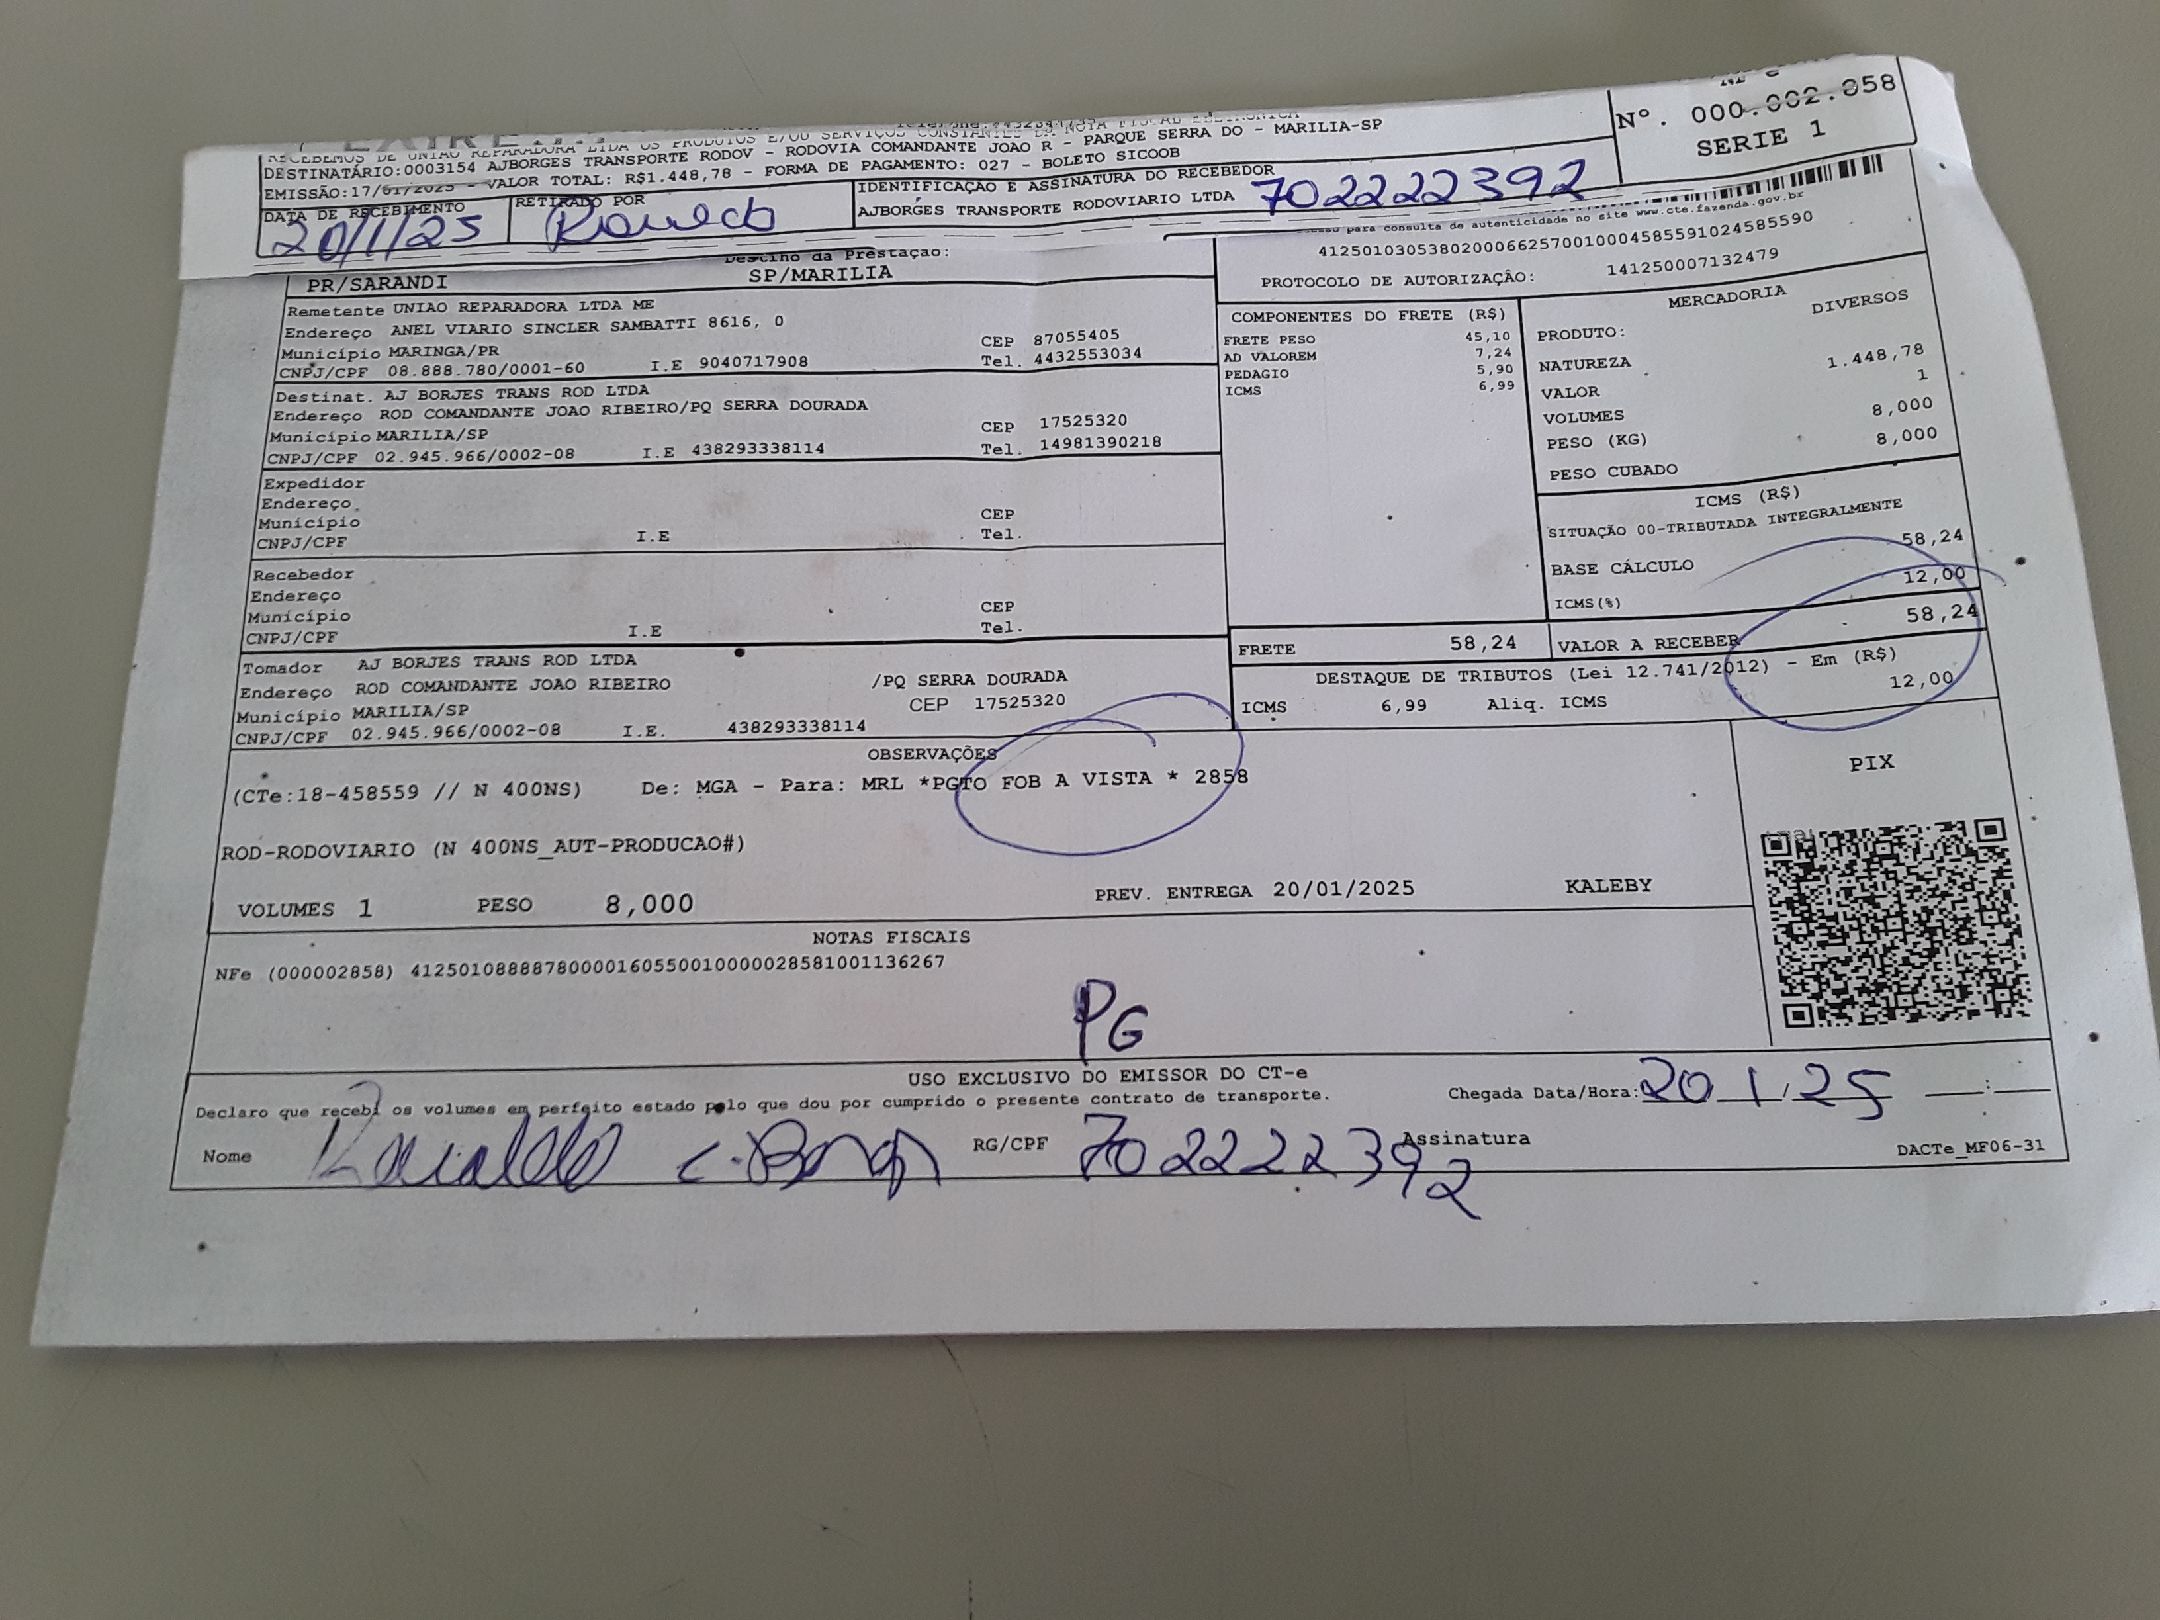 Nº. 000.002.858
SERIE 1
RECEBEMOS DE UNIAO REPARADORA LTDA OS PRODUTOS E/OU SERVIÇOS CONSTANTES DA NOTA FISCAL ELETRONICA
DESTINATÁRIO:0003154 AJBORGES TRANSPORTE RODOV - RODOVIA COMANDANTE JOAO R - PARQUE SERRA DO - MARILIA-SP
EMISSÃO:17/01/2025 - VALOR TOTAL: R$1.448,78 - FORMA DE PAGAMENTO: 027 - BOLETO SICOOB
DATA DE RECEBIMENTO
20/1/25
RETIRADO POR
IDENTIFICAÇÃO E ASSINATURA DO RECEBEDOR
AJBORGES TRANSPORTE RODOVIARIO LTDA 702222392
para consulta de autenticidade no site www.cte.fazenda.gov.br
41250103053802000662570010004585591024585590
PROTOCOLO DE AUTORIZAÇÃO: 141250007132479
Destino da Prestação:
PR/SARANDI SP/MARILIA
Remetente UNIAO REPARADORA LTDA ME
Endereço ANEL VIARIO SINCLER SAMBATTI 8616, 0
CEP 87055405
Município MARINGA/PR
Tel. 4432553034
CNPJ/CPF 08.888.780/0001-60 I.E 9040717908
Destinat. AJ BORJES TRANS ROD LTDA
Endereço ROD COMANDANTE JOAO RIBEIRO/PQ SERRA DOURADA
CEP 17525320
Município MARILIA/SP
Tel. 14981390218
CNPJ/CPF 02.945.966/0002-08 I.E 438293338114
Expedidor
Endereço
Município CEP
CNPJ/CPF I.E Tel.
Recebedor
Endereço
Município CEP
CNPJ/CPF I.E Tel.
Tomador AJ BORJES TRANS ROD LTDA
Endereço ROD COMANDANTE JOAO RIBEIRO /PQ SERRA DOURADA
Município MARILIA/SP CEP 17525320
CNPJ/CPF 02.945.966/0002-08 I.E. 438293338114
COMPONENTES DO FRETE (R$)
FRETE PESO 45,10
AD VALOREM 7,24
PEDAGIO 5,90
ICMS 6,99
MERCADORIA
PRODUTO: DIVERSOS
NATUREZA
VALOR 1.448,78
VOLUMES 1
PESO (KG) 8,000
PESO CUBADO 8,000
ICMS (R$)
SITUAÇÃO 00-TRIBUTADA INTEGRALMENTE
BASE CÁLCULO 58,24
ICMS(%) 12,00
FRETE 58,24 VALOR A RECEBER 58,24
DESTAQUE DE TRIBUTOS (Lei 12.741/2012) - Em (R$)
ICMS 6,99 Aliq. ICMS 12,00
OBSERVAÇÕES
(CTe:18-458559 // N 400NS) De: MGA - Para: MRL *PGTO FOB A VISTA * 2858
PIX
ROD-RODOVIARIO (N 400NS_AUT-PRODUCAO#)
VOLUMES 1 PESO 8,000 PREV. ENTREGA 20/01/2025 KALEBY
NOTAS FISCAIS
NFe (000002858) 41250108888780000160550010000028581001136267
PG
USO EXCLUSIVO DO EMISSOR DO CT-e
Declaro que recebi os volumes em perfeito estado pelo que dou por cumprido o presente contrato de transporte.
Chegada Data/Hora: 20 / 1 / 25 :
Nome RG/CPF 702222392 Assinatura
DACTe_MF06-31